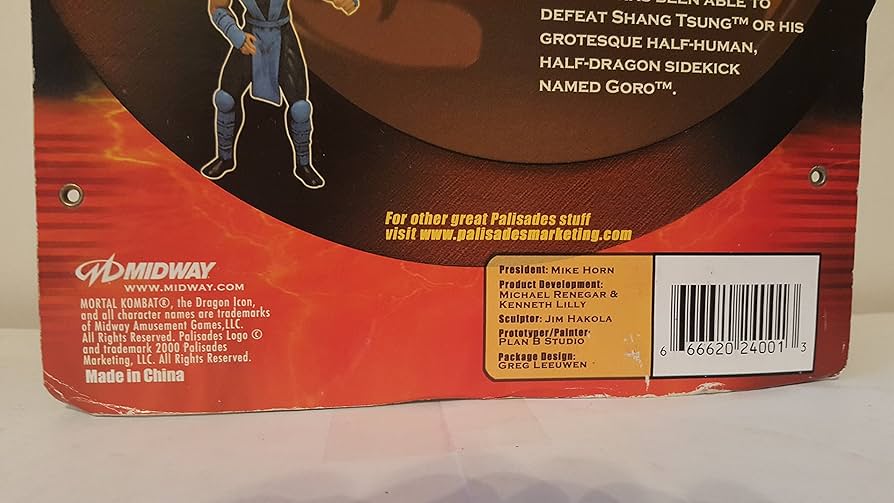 BEEN ABLE TO
DEFEAT SHANG TSUNG™ OR HIS
GROTESQUE HALF-HUMAN,
HALF-DRAGON SIDEKICK
NAMED GORO™.
For other great Palisades stuff
visit www.palisadesmarketing.com
MIDWAY
WWW.MIDWAY.COM
MORTAL KOMBAT®, the Dragon Icon,
and all character names are trademarks
of Midway Amusement Games,LLC.
All Rights Reserved. Palisades Logo ©
and trademark 2000 Palisades
Marketing, LLC. All Rights Reserved.
Made in China
President: MIKE HORN
Product Development:
MICHAEL RENEGAR &
KENNETH LILLY
Sculptor: JIM HAKOLA
Prototyper/Painter:
PLAN B STUDIO
Package Design:
GREG LEEUWEN
6 66620 24001 3